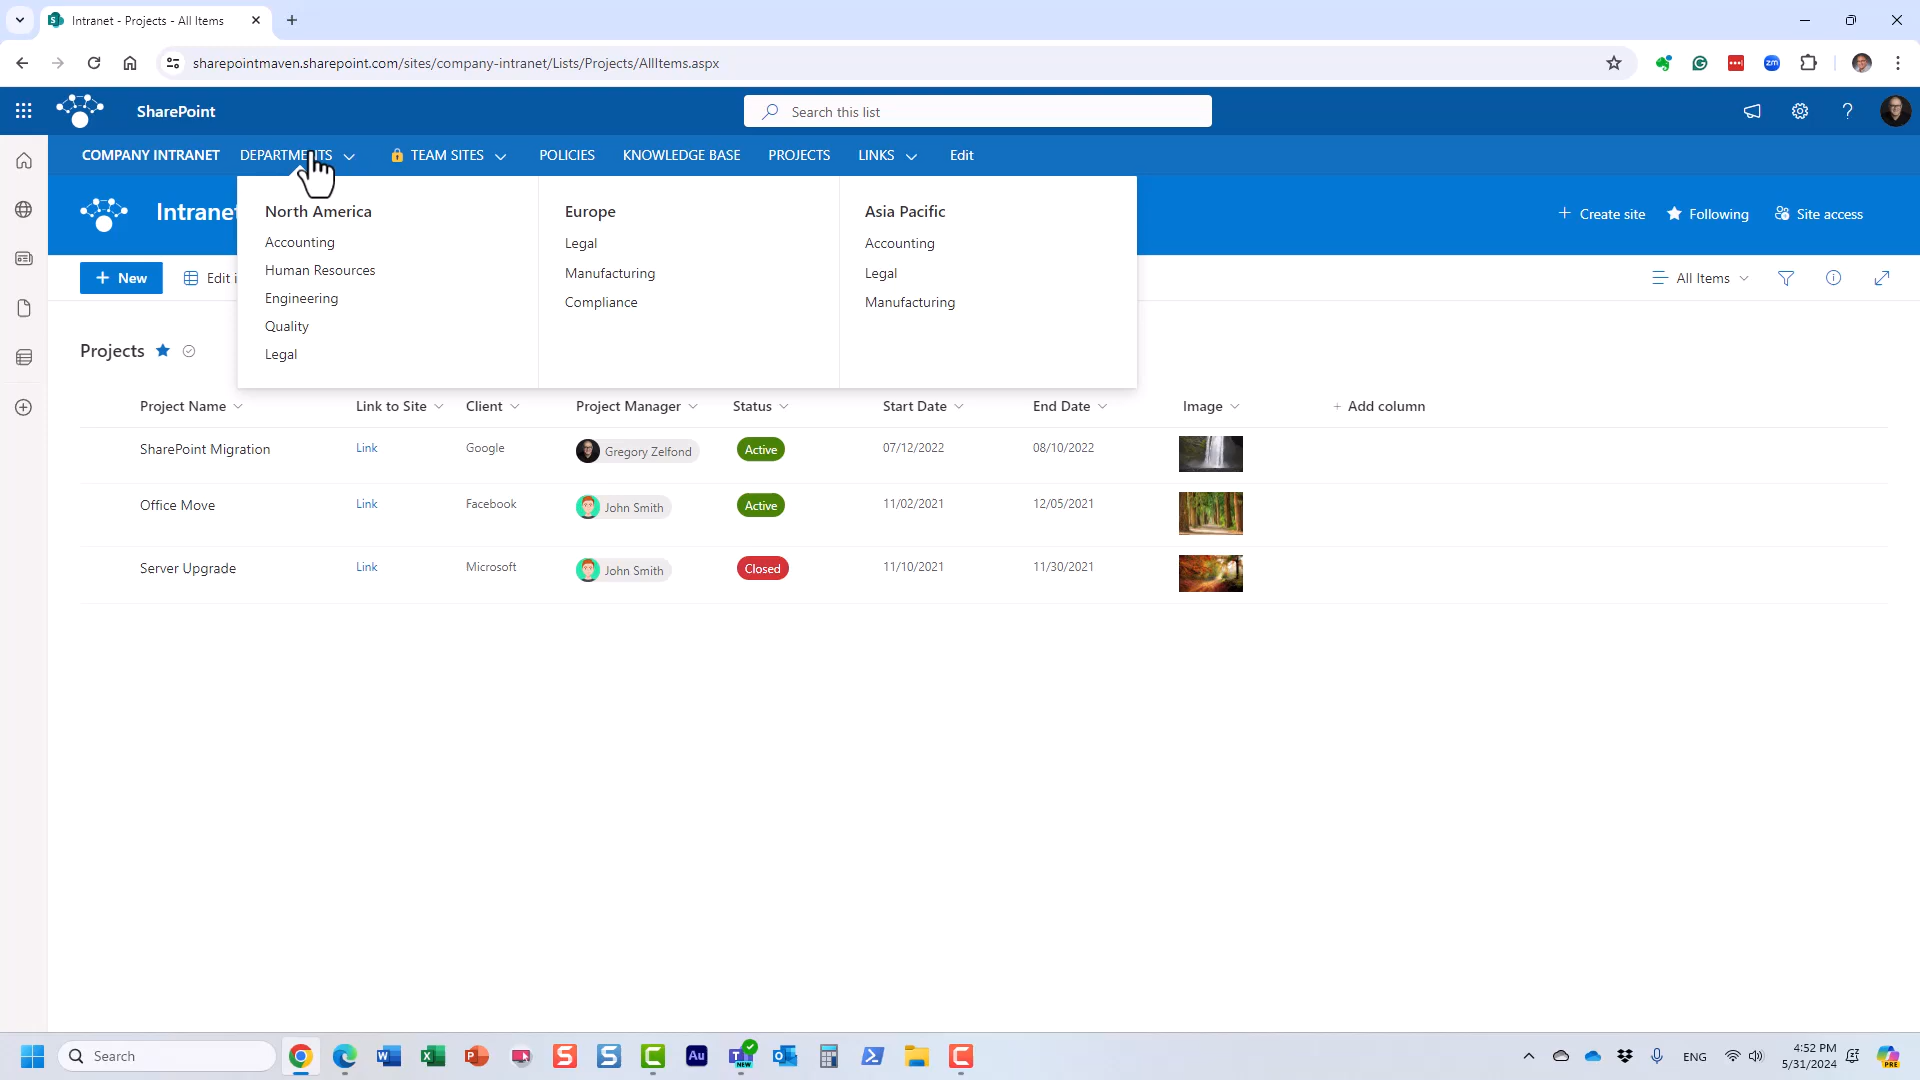 Intranet - Projects - All Items
sharepointmaven.sharepoint.com/sites/company-intranet/Lists/Projects/AllItems.aspx
zm
SharePoint
Search this list
COMPANY INTRANET DEPARTMENTS TEAM SITES POLICIES KNOWLEDGE BASE PROJECTS LINKS Edit
Intranet
Create site Following Site access
North America
Accounting
Human Resources
Engineering
Quality
Legal
Europe
Legal
Manufacturing
Compliance
Asia Pacific
Accounting
Legal
Manufacturing
New Edit i
All Items
Projects
Project Name Link to Site Client Project Manager Status Start Date End Date Image Add column
SharePoint Migration Link Google Gregory Zelfond Active 07/12/2022 08/10/2022
Office Move Link Facebook John Smith Active 11/02/2021 12/05/2021
Server Upgrade Link Microsoft John Smith Closed 11/10/2021 11/30/2021
Search
Au
NEW
ENG
4:52 PM
5/31/2024
PRE